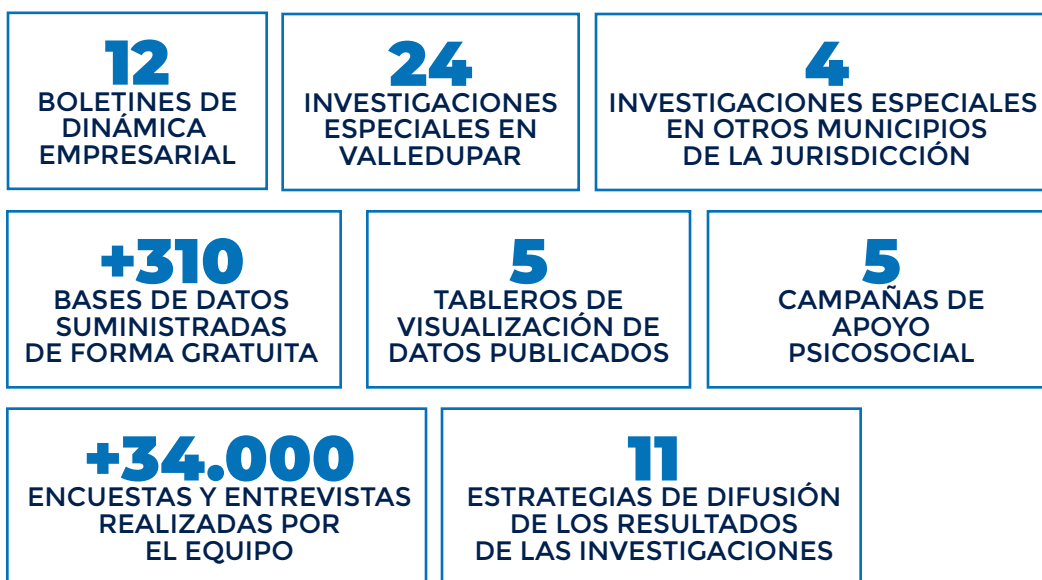 12
BOLETINES DE
DINÁMICA
EMPRESARIAL
24
INVESTIGACIONES
ESPECIALES EN
VALLEDUPAR
4
INVESTIGACIONES ESPECIALES
EN OTROS MUNICIPIOS
DE LA JURISDICCIÓN
+310
BASES DE DATOS
SUMINISTRADAS
DE FORMA GRATUITA
5
TABLEROS DE
VISUALIZACIÓN DE
DATOS PUBLICADOS
5
CAMPAÑAS DE
APOYO
PSICOSOCIAL
+34.000
ENCUESTAS Y ENTREVISTAS
REALIZADAS POR
EL EQUIPO
11
ESTRATEGIAS DE DIFUSIÓN
DE LOS RESULTADOS
DE LAS INVESTIGACIONES